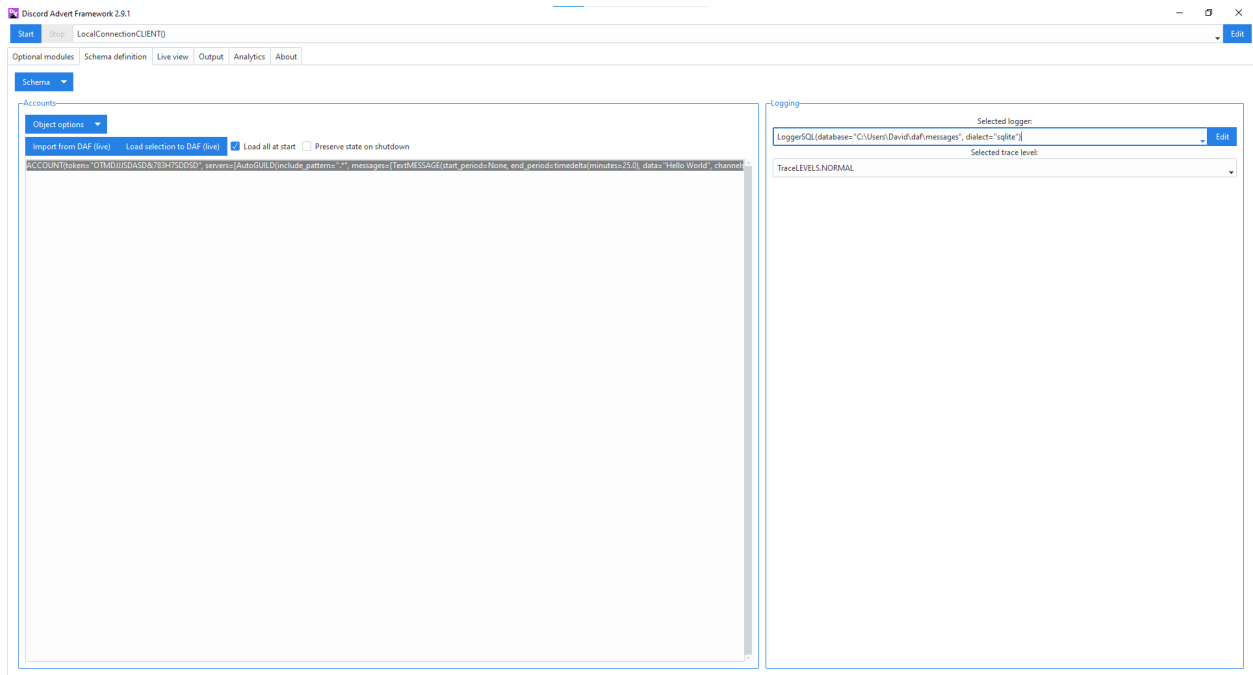 Discord Advert Framework 2.9.1
Start Stop LocalConnectionCLIENT() Edit
Optional modules Schema definition Live view Output Analytics About
Schema
Accounts
Object options
Import from DAF (live) Load selection to DAF (live) Load all at start Preserve state on shutdown
ACCOUNT(token="OTMDJJJSDASD&783H7SDDSD", servers=[AutoGUILD(include_pattern=".*", messages=[TextMESSAGE(start_period=None, end_period=timedelta(minutes=25.0), data="Hello World", channel
Logging
Selected logger:
LoggerSQL(database="C:\Users\David\daf\messages", dialect="sqlite") Edit
Selected trace level:
TraceLEVELS.NORMAL